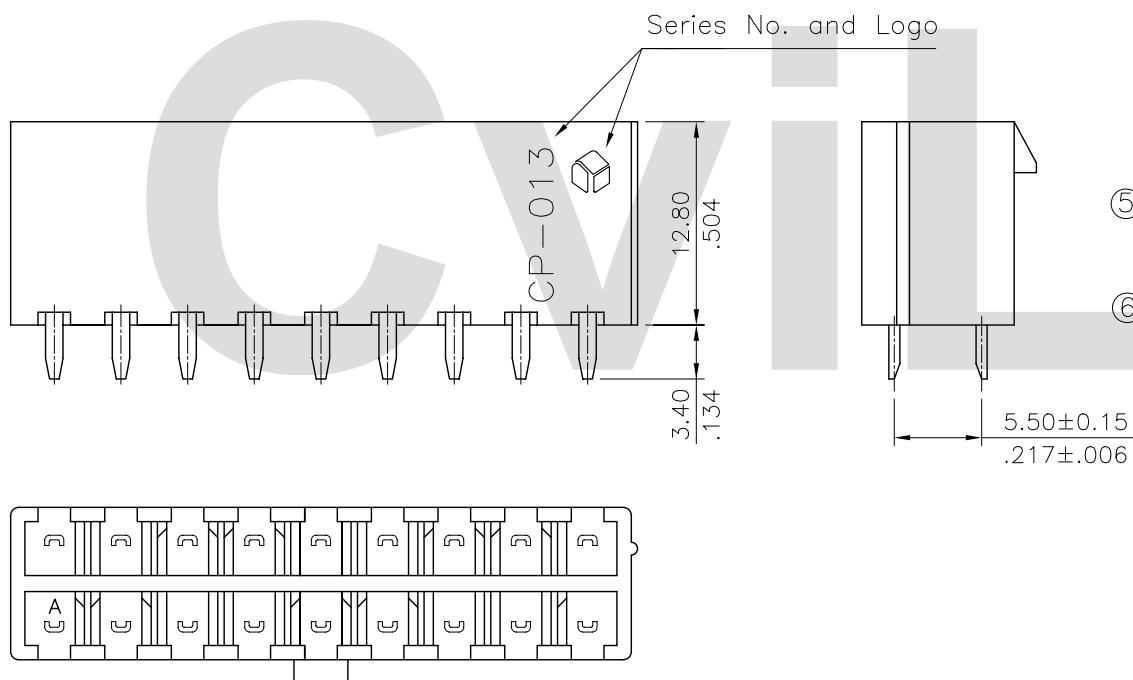 Series No. and Logo
CviL
CP-013
12.80
.504
⑤
⑥
3.40
.134
5.50±0.15
.217±.006
A